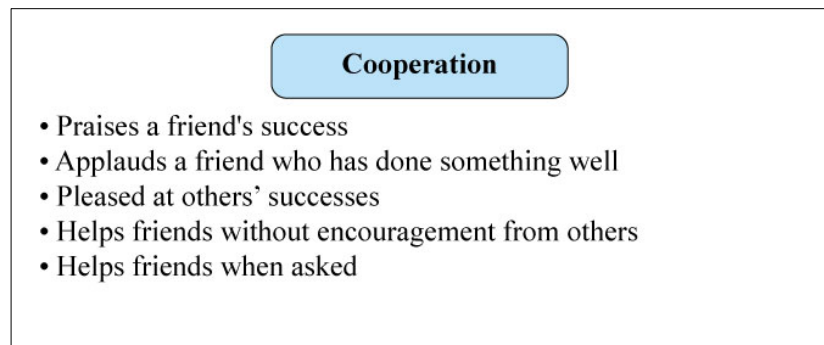 Cooperation
• Praises a friend's success
• Applauds a friend who has done something well
• Pleased at others’ successes
• Helps friends without encouragement from others
• Helps friends when asked